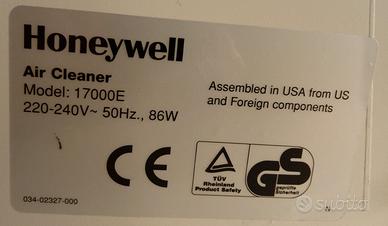 Honeywell
Air Cleaner
Model: 17000E
220-240V~ 50Hz., 86W
Assembled in USA from US
and Foreign components
CE
TÜV
Rheinland
Product Safety
GS
geprüfte
Sicherheit
034-02327-000
subito